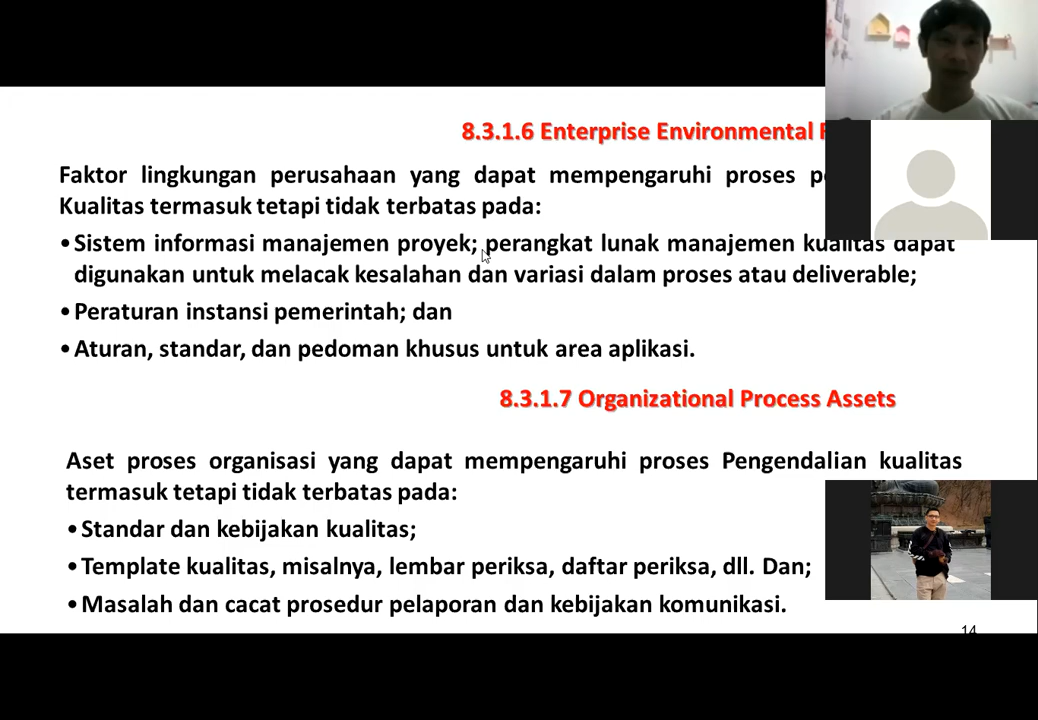 8.3.1.6 Enterprise Environmental
Faktor lingkungan perusahaan yang dapat mempengaruhi proses
Kualitas termasuk tetapi tidak terbatas pada:
•Sistem informasi manajemen proyek; perangkat lunak manajemen kualitas dapat
digunakan untuk melacak kesalahan dan variasi dalam proses atau deliverable;
•Peraturan instansi pemerintah; dan
•Aturan, standar, dan pedoman khusus untuk area aplikasi.
8.3.1.7 Organizational Process Assets
Aset proses organisasi yang dapat mempengaruhi proses Pengendalian kualitas
termasuk tetapi tidak terbatas pada:
•Standar dan kebijakan kualitas;
•Template kualitas, misalnya, lembar periksa, daftar periksa, dll. Dan;
•Masalah dan cacat prosedur pelaporan dan kebijakan komunikasi.
14